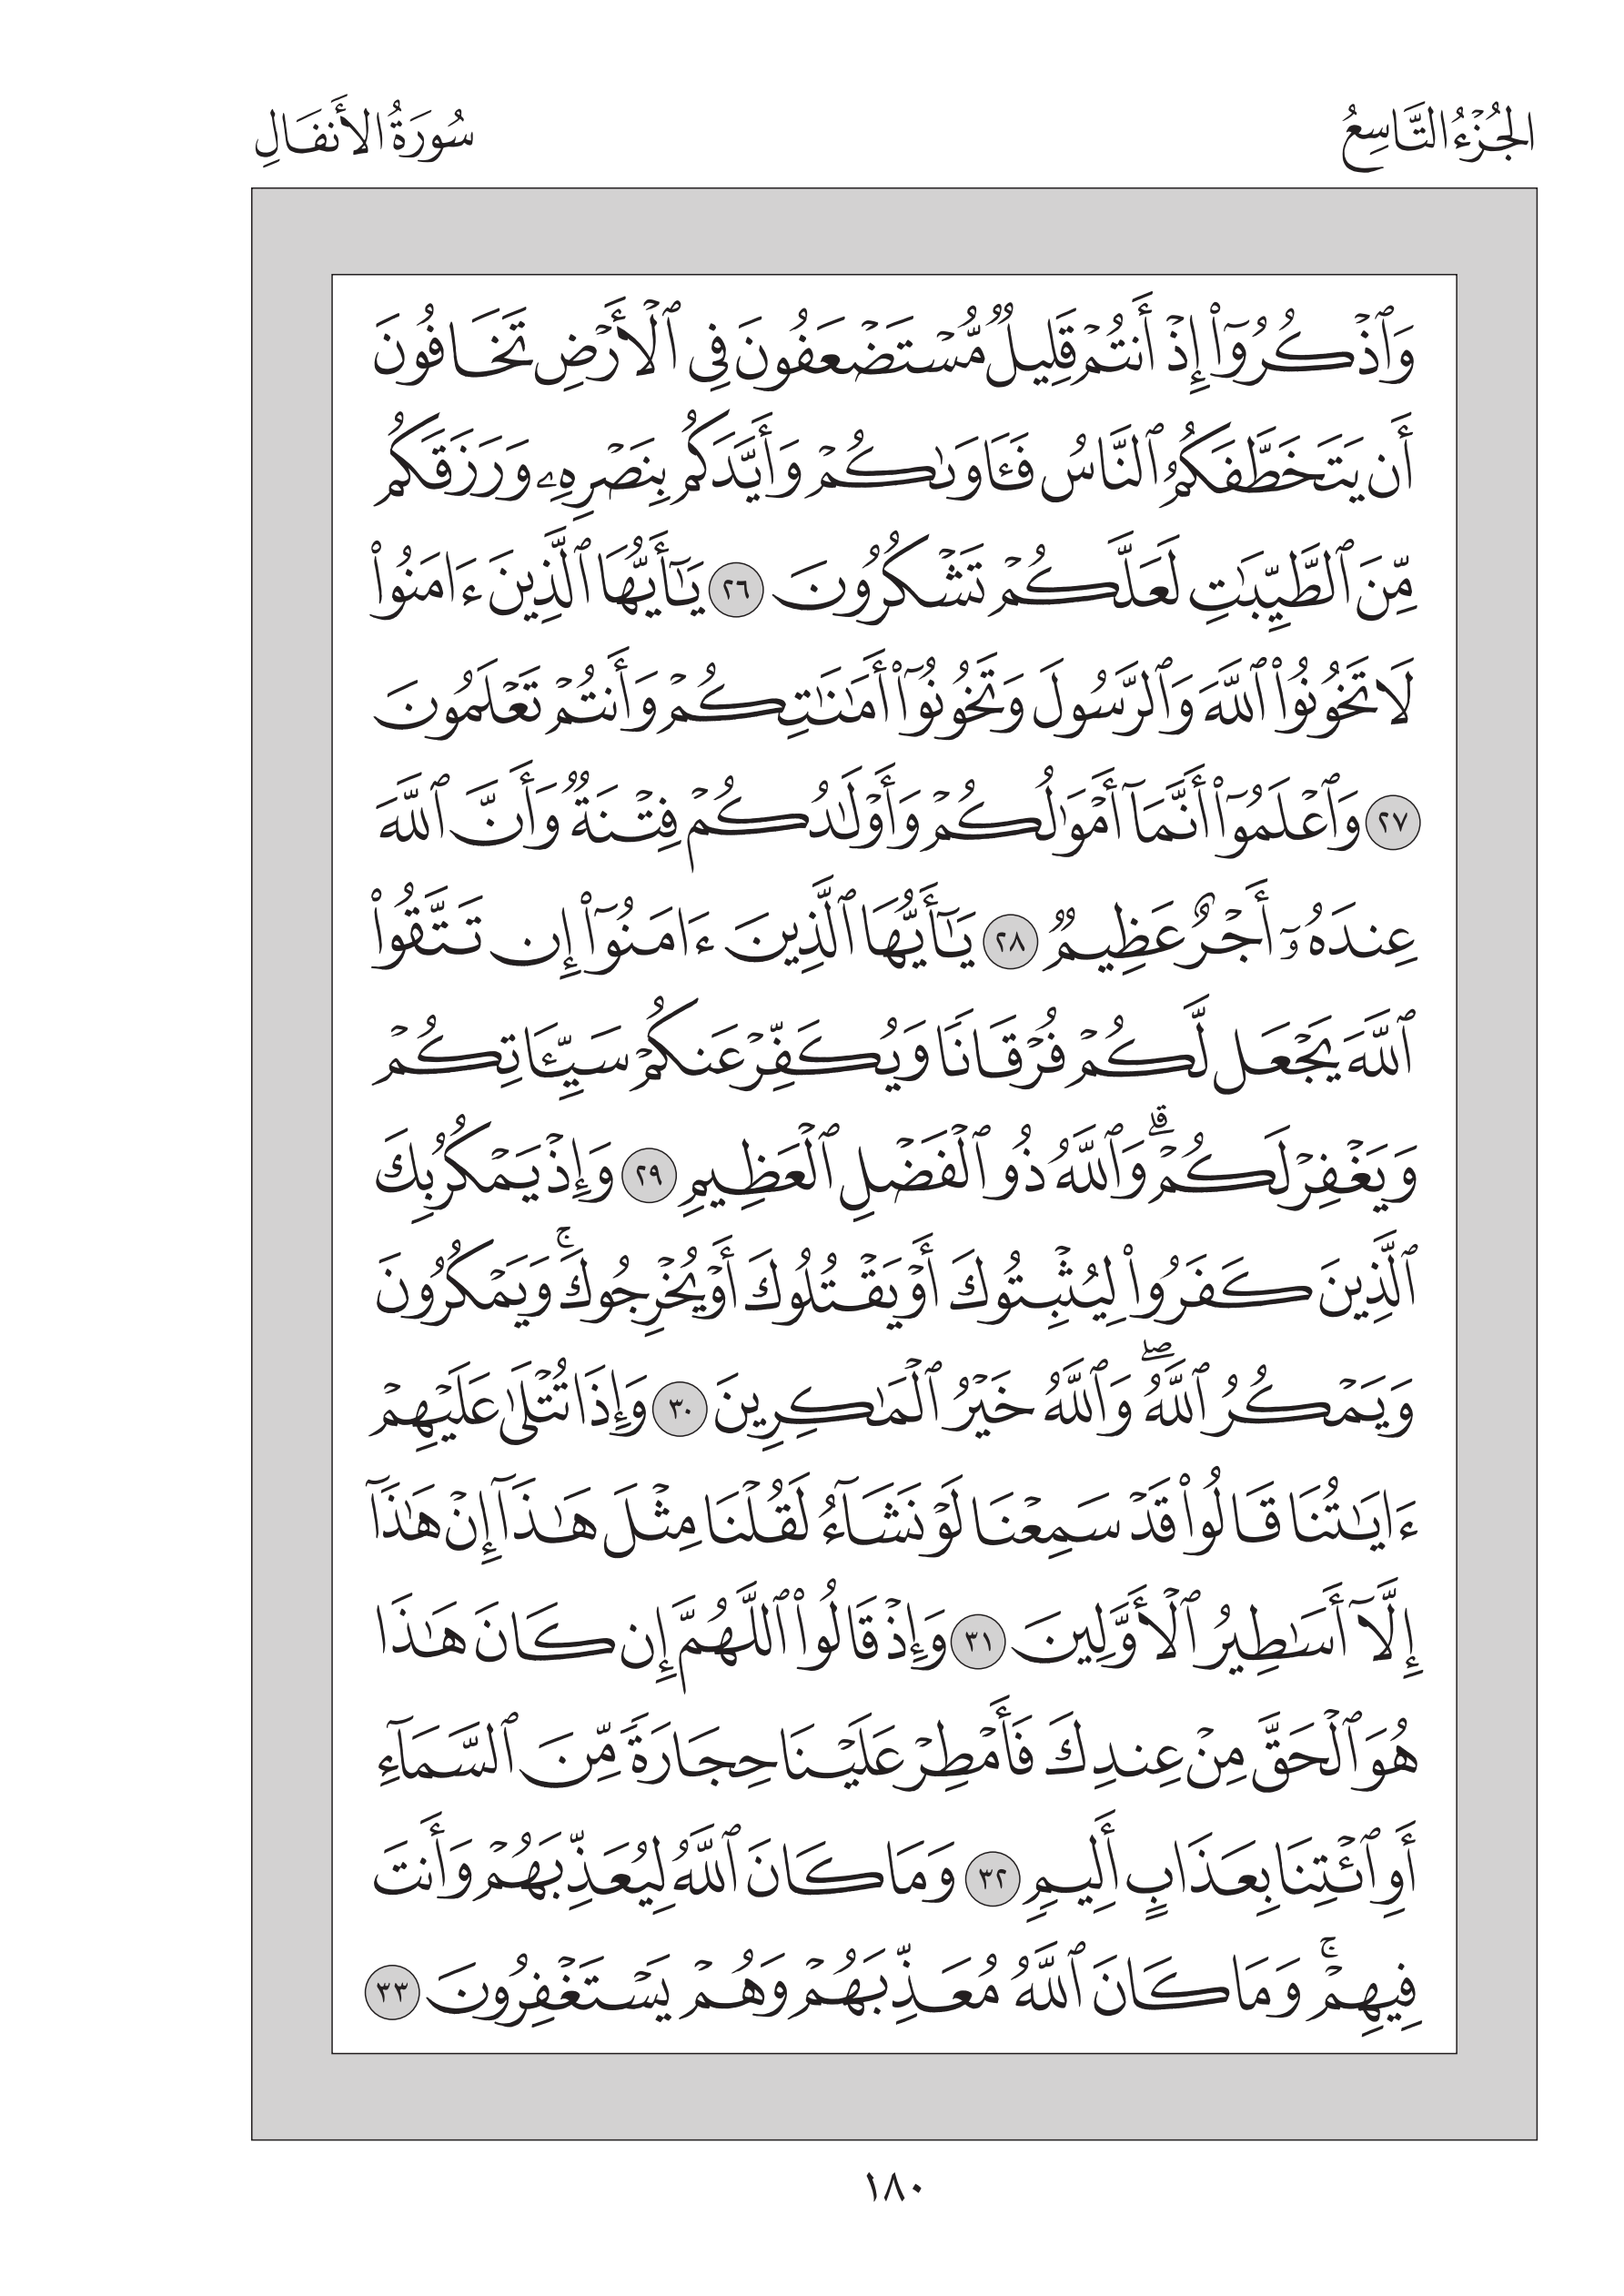 الجُزْءُ التَّاسِعُ
سُورَةُ الأَنفَالِ
وَٱذْكُرُوٓا۟ إِذْ أَنتُمْ قَلِيلٌ مُّسْتَضْعَفُونَ فِى ٱلْأَرْضِ تَخَافُونَ
أَن يَتَخَطَّفَكُمُ ٱلنَّاسُ فَـَٔاوَىٰكُمْ وَأَيَّدَكُم بِنَصْرِهِۦ وَرَزَقَكُم
مِّنَ ٱلطَّيِّبَـٰتِ لَعَلَّكُمْ تَشْكُرُونَ ٢٦ يَـٰٓأَيُّهَا ٱلَّذِينَ ءَامَنُوا۟
لَا تَخُونُوا۟ ٱللَّهَ وَٱلرَّسُولَ وَتَخُونُوٓا۟ أَمَـٰنَـٰتِكُمْ وَأَنتُمْ تَعْلَمُونَ
٢٧ وَٱعْلَمُوٓا۟ أَنَّمَآ أَمْوَٰلُكُمْ وَأَوْلَـٰدُكُمْ فِتْنَةٌ وَأَنَّ ٱللَّهَ
عِندَهُۥٓ أَجْرٌ عَظِيمٌ ٢٨ يَـٰٓأَيُّهَا ٱلَّذِينَ ءَامَنُوٓا۟ إِن تَتَّقُوا۟
ٱللَّهَ يَجْعَل لَّكُمْ فُرْقَانًا وَيُكَفِّرْ عَنكُمْ سَيِّـَٔاتِكُمْ
وَيَغْفِرْ لَكُمْ ۗ وَٱللَّهُ ذُو ٱلْفَضْلِ ٱلْعَظِيمِ ٢٩ وَإِذْ يَمْكُرُ بِكَ
ٱلَّذِينَ كَفَرُوا۟ لِيُثْبِتُوكَ أَوْ يَقْتُلُوكَ أَوْ يُخْرِجُوكَ ۚ وَيَمْكُرُونَ
وَيَمْكُرُ ٱللَّهُ ۖ وَٱللَّهُ خَيْرُ ٱلْمَـٰكِرِينَ ٣٠ وَإِذَا تُتْلَىٰ عَلَيْهِمْ
ءَايَـٰتُنَا قَالُوا۟ قَدْ سَمِعْنَا لَوْ نَشَآءُ لَقُلْنَا مِثْلَ هَـٰذَآ إِنْ هَـٰذَآ
إِلَّآ أَسَـٰطِيرُ ٱلْأَوَّلِينَ ٣١ وَإِذْ قَالُوا۟ ٱللَّهُمَّ إِن كَانَ هَـٰذَا
هُوَ ٱلْحَقَّ مِنْ عِندِكَ فَأَمْطِرْ عَلَيْنَا حِجَارَةً مِّنَ ٱلسَّمَآءِ
أَوِ ٱئْتِنَا بِعَذَابٍ أَلِيمٍ ٣٢ وَمَا كَانَ ٱللَّهُ لِيُعَذِّبَهُمْ وَأَنتَ
فِيهِمْ ۚ وَمَا كَانَ ٱللَّهُ مُعَذِّبَهُمْ وَهُمْ يَسْتَغْفِرُونَ ٣٣
١٨٠